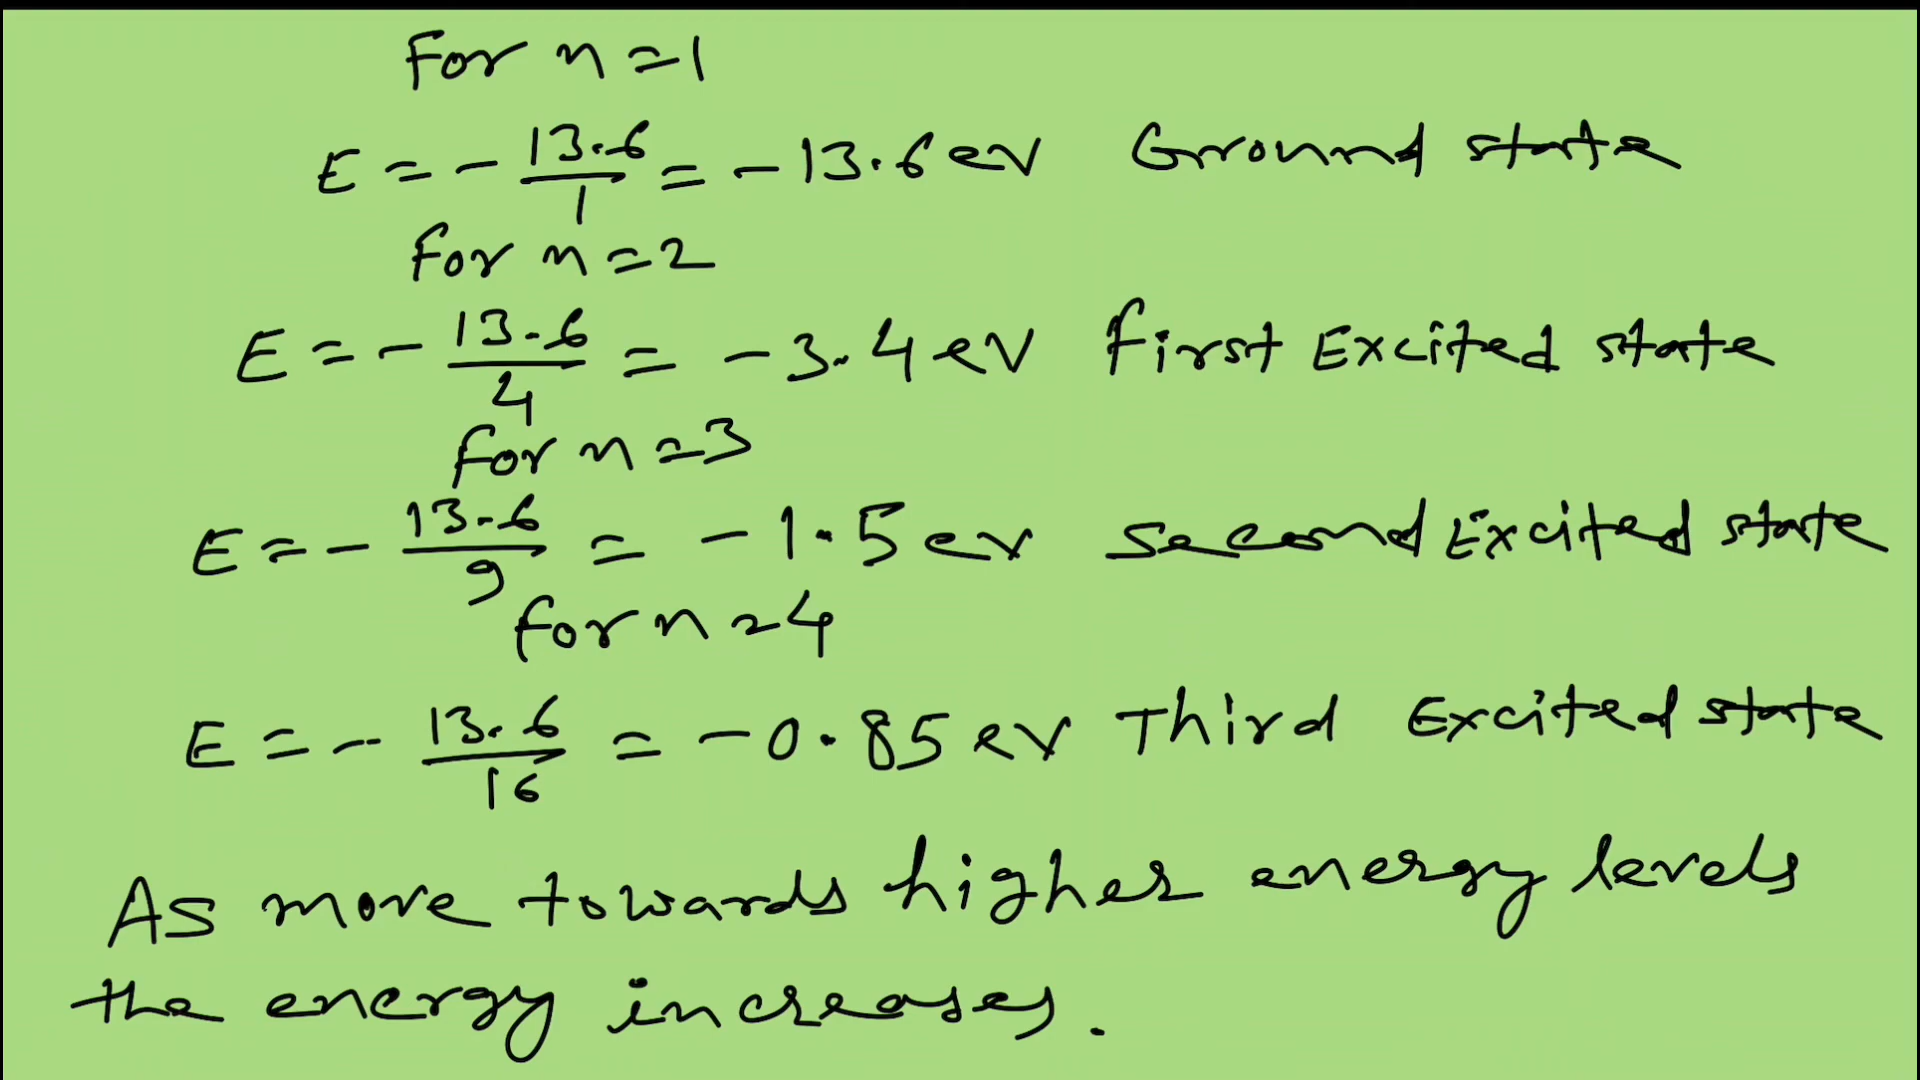 For n=1
E = - 13.6/1 = - 13.6 ev Ground state
For n=2
E = - 13.6/4 = - 3.4 ev First Excited state
For n=3
E = - 13.6/9 = - 1.5 ev Second Excited state
For n=4
E = - 13.6/16 = - 0.85 ev Third Excited state
As move towards higher energy levels
the energy increases.